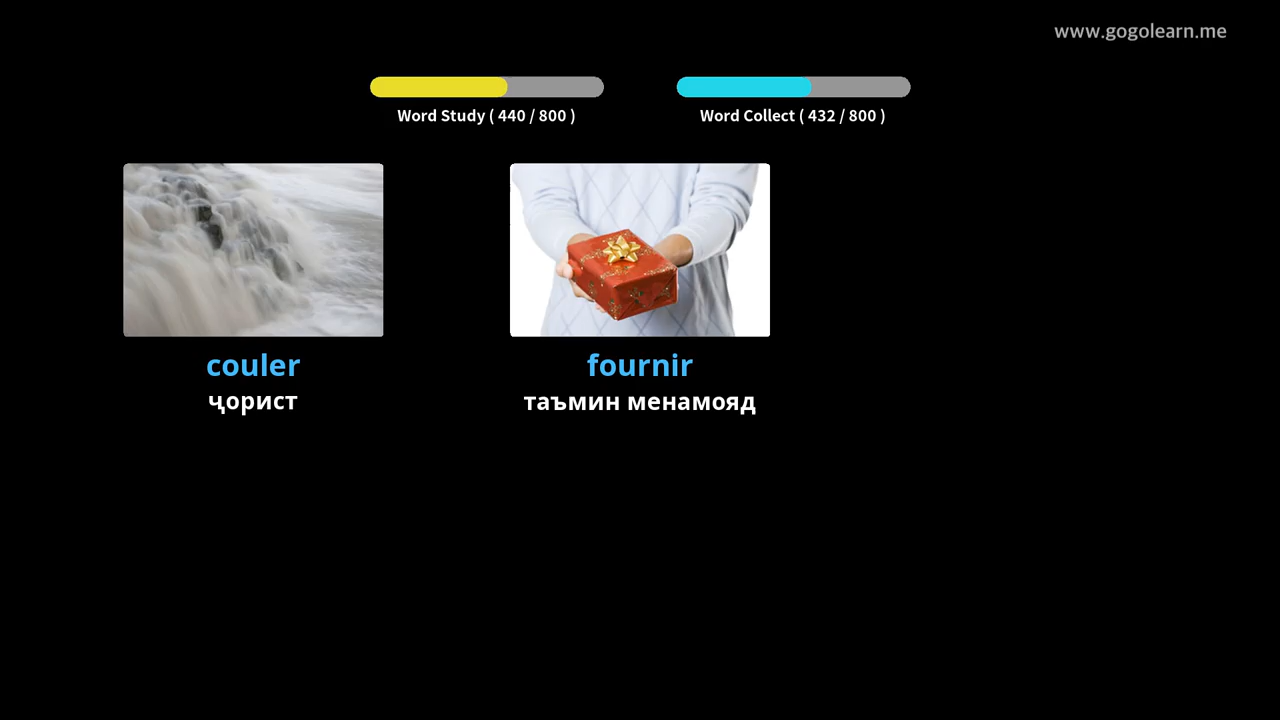 www.gogolearn.me
Word Study ( 440 / 800 )
Word Collect ( 432 / 800 )
couler
ҷорист
fournir
таъмин менамояд